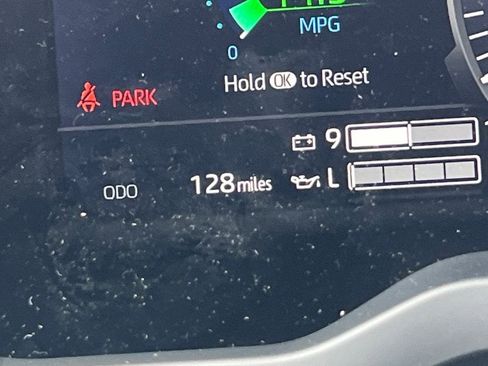 MPG
0
Hold OK to Reset
PARK
9
ODO 128 miles L